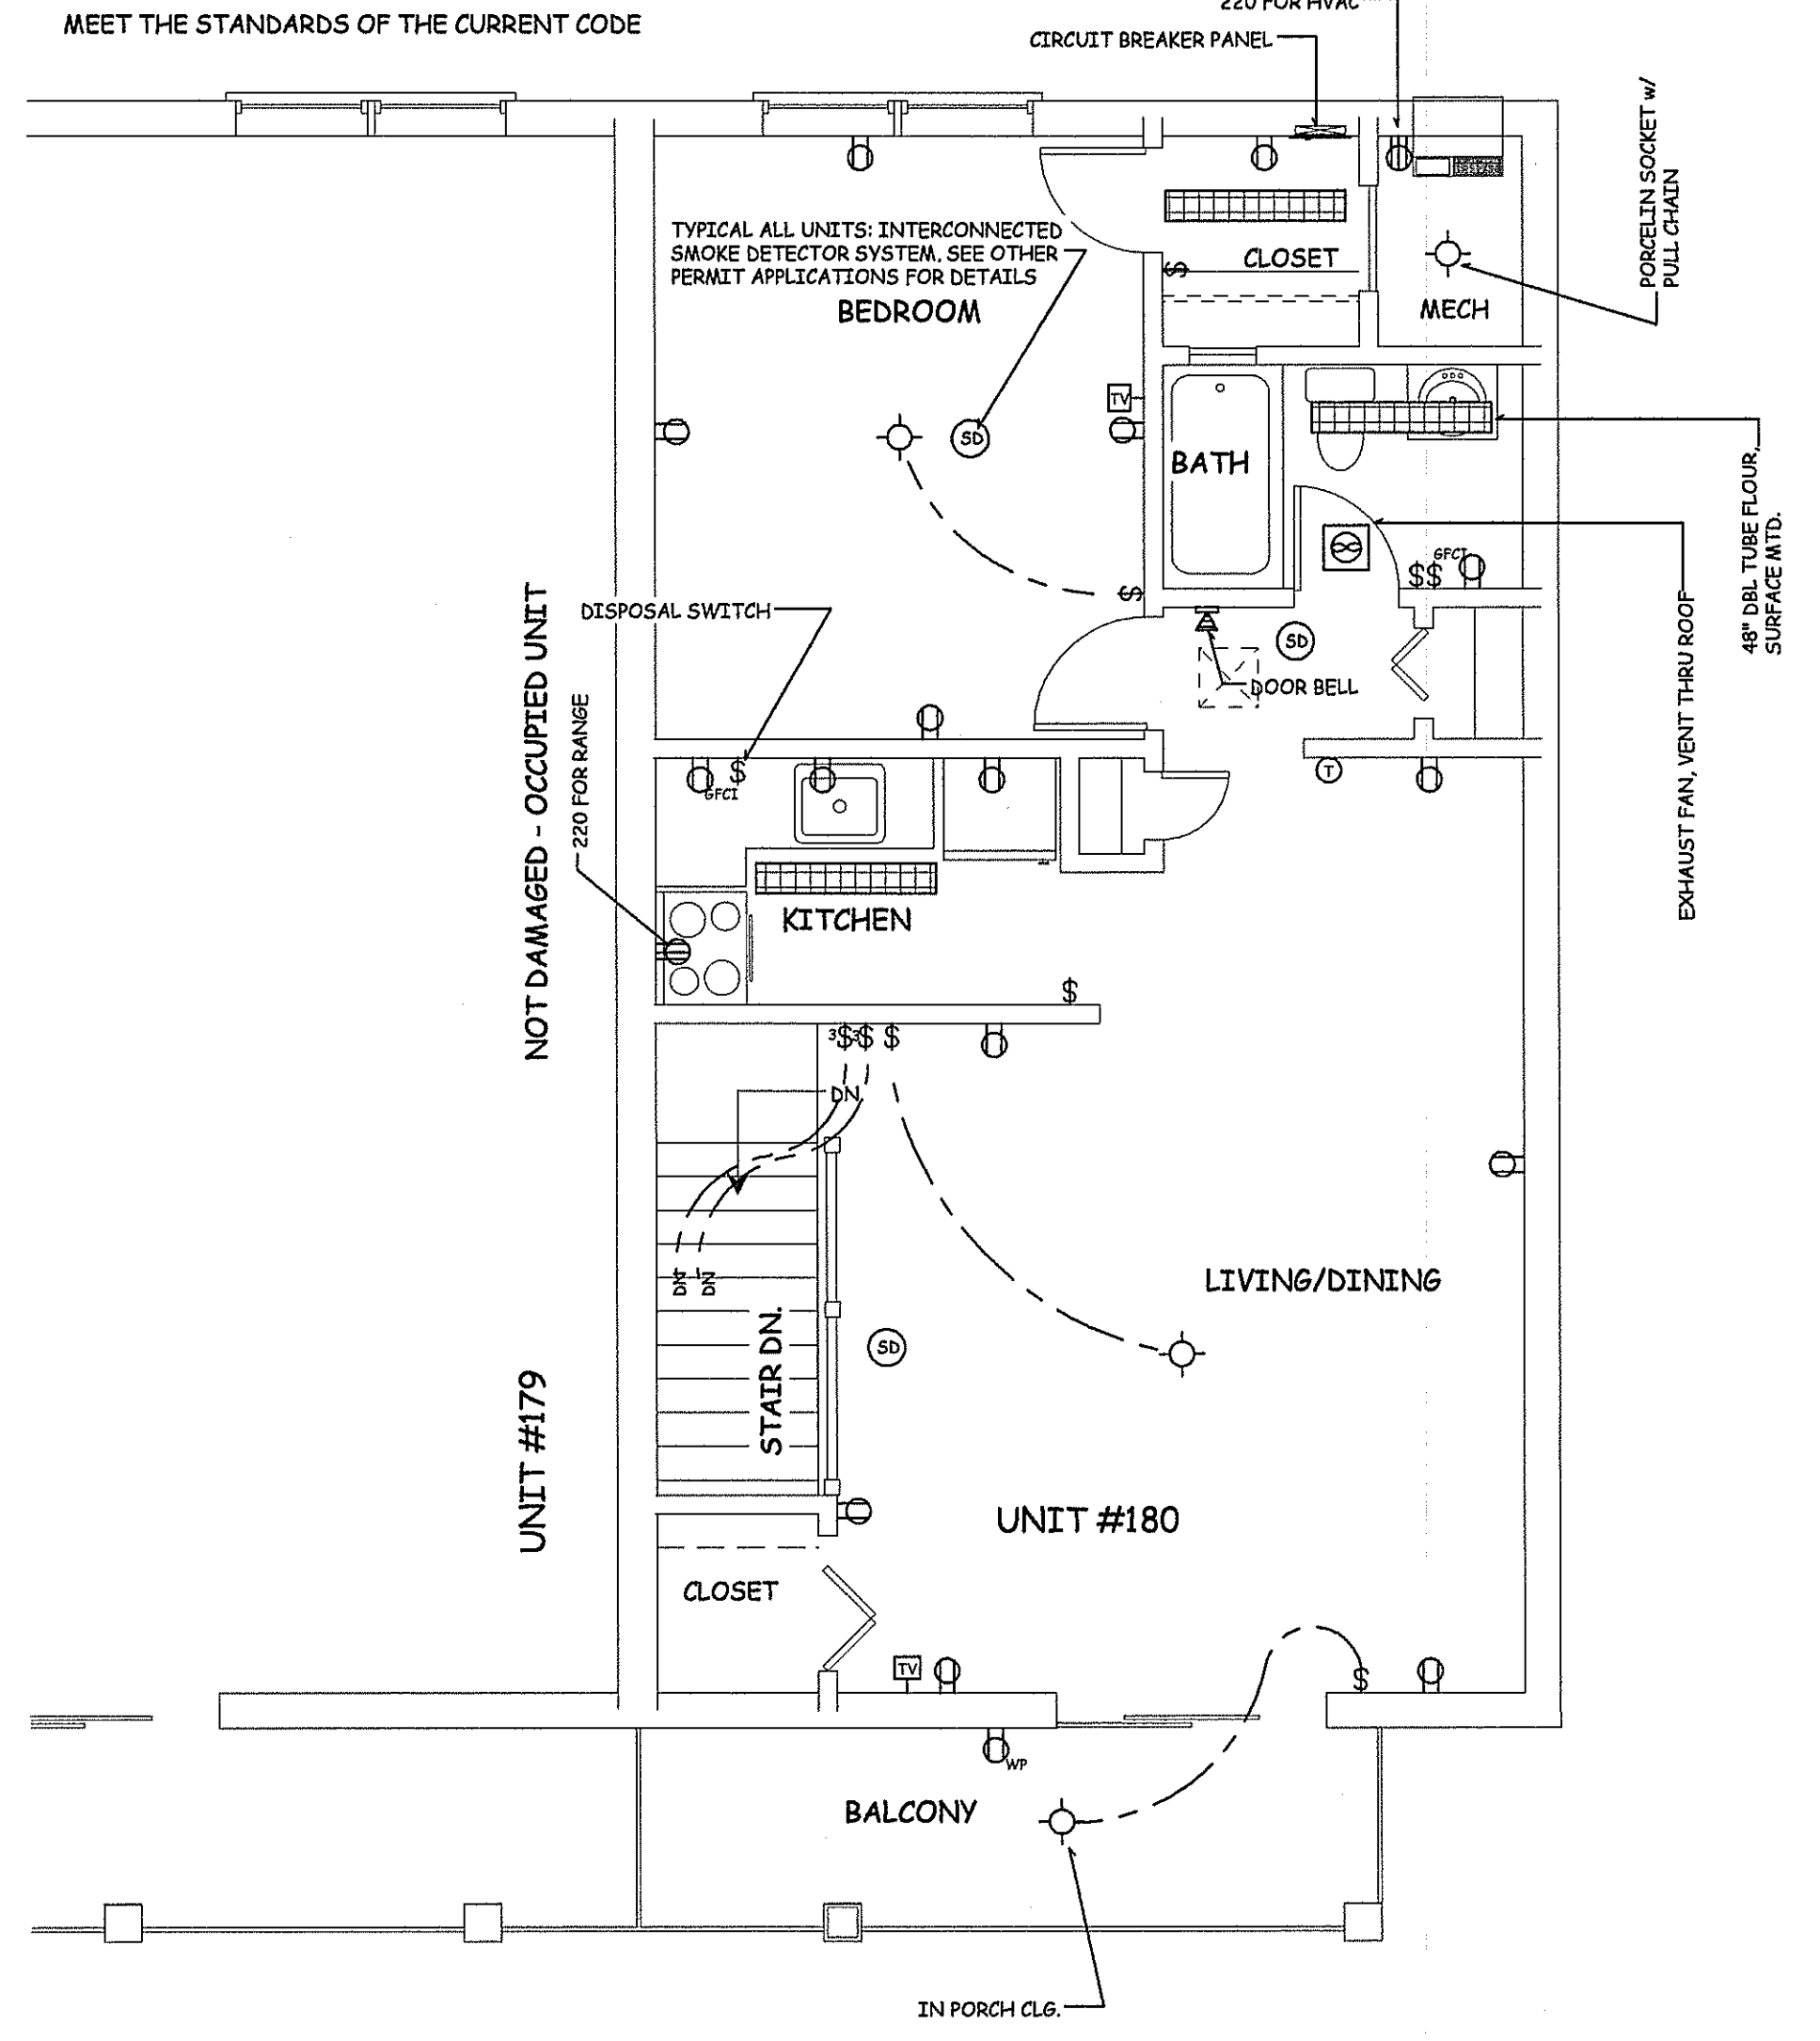 220 FOR HVAC
MEET THE STANDARDS OF THE CURRENT CODE
CIRCUIT BREAKER PANEL
PORCELIN SOCKET w/
PULL CHAIN
TYPICAL ALL UNITS: INTERCONNECTED
SMOKE DETECTOR SYSTEM. SEE OTHER
PERMIT APPLICATIONS FOR DETAILS
BEDROOM
$
CLOSET
MECH
TV
SD
BATH
48" DBL TUBE FLOUR,
SURFACE MTD.
GFCI
$$
$
EXHAUST FAN, VENT THRU ROOF
DISPOSAL SWITCH
SD
DOOR BELL
NOT DAMAGED - OCCUPIED UNIT
220 FOR RANGE
$
GFCI
T
KITCHEN
$
3$3$ $
DN
LIVING/DINING
STAIR DN.
SD
UNIT #179
UNIT #180
CLOSET
TV
$
WP
BALCONY
IN PORCH CLG.